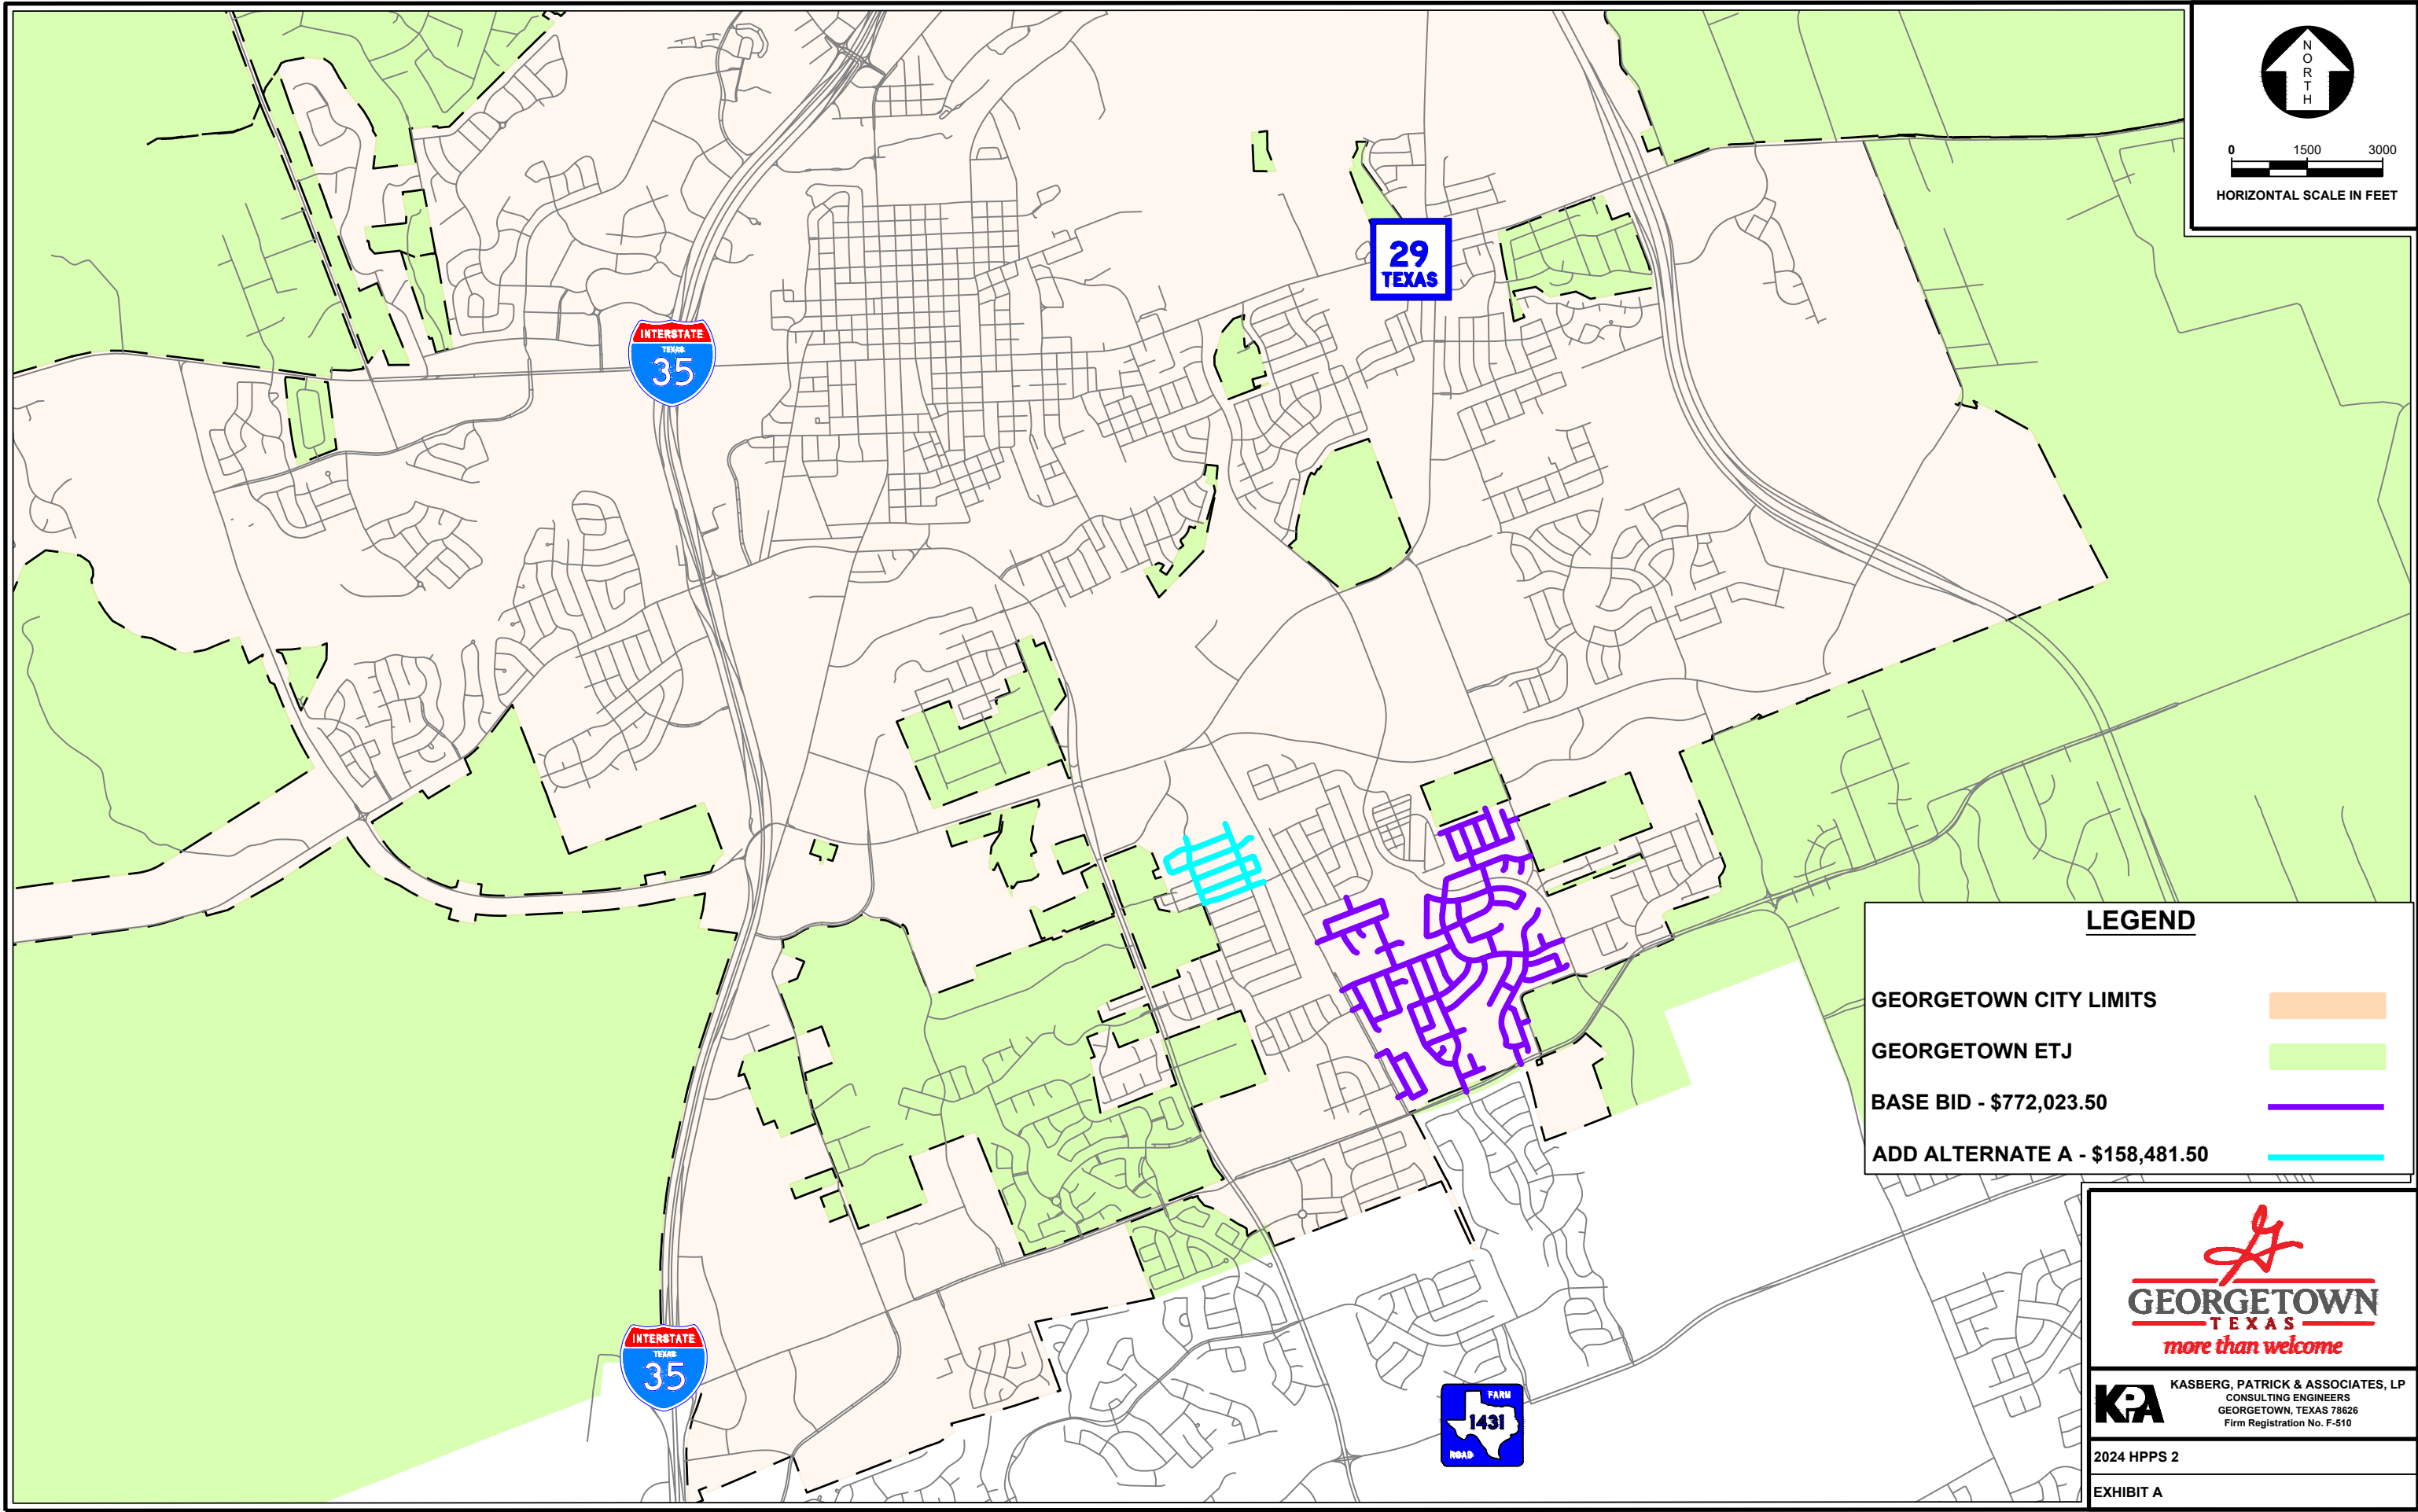 NORTH
0 1500 3000
HORIZONTAL SCALE IN FEET
29
TEXAS
INTERSTATE
TEXAS
35
LEGEND
GEORGETOWN CITY LIMITS
GEORGETOWN ETJ
BASE BID - $772,023.50
ADD ALTERNATE A - $158,481.50
INTERSTATE
TEXAS
35
FARM
1431
ROAD
G
GEORGETOWN
TEXAS
more than welcome
KPA
KASBERG, PATRICK & ASSOCIATES, LP
CONSULTING ENGINEERS
GEORGETOWN, TEXAS 78626
Firm Registration No. F-510
2024 HPPS 2
EXHIBIT A